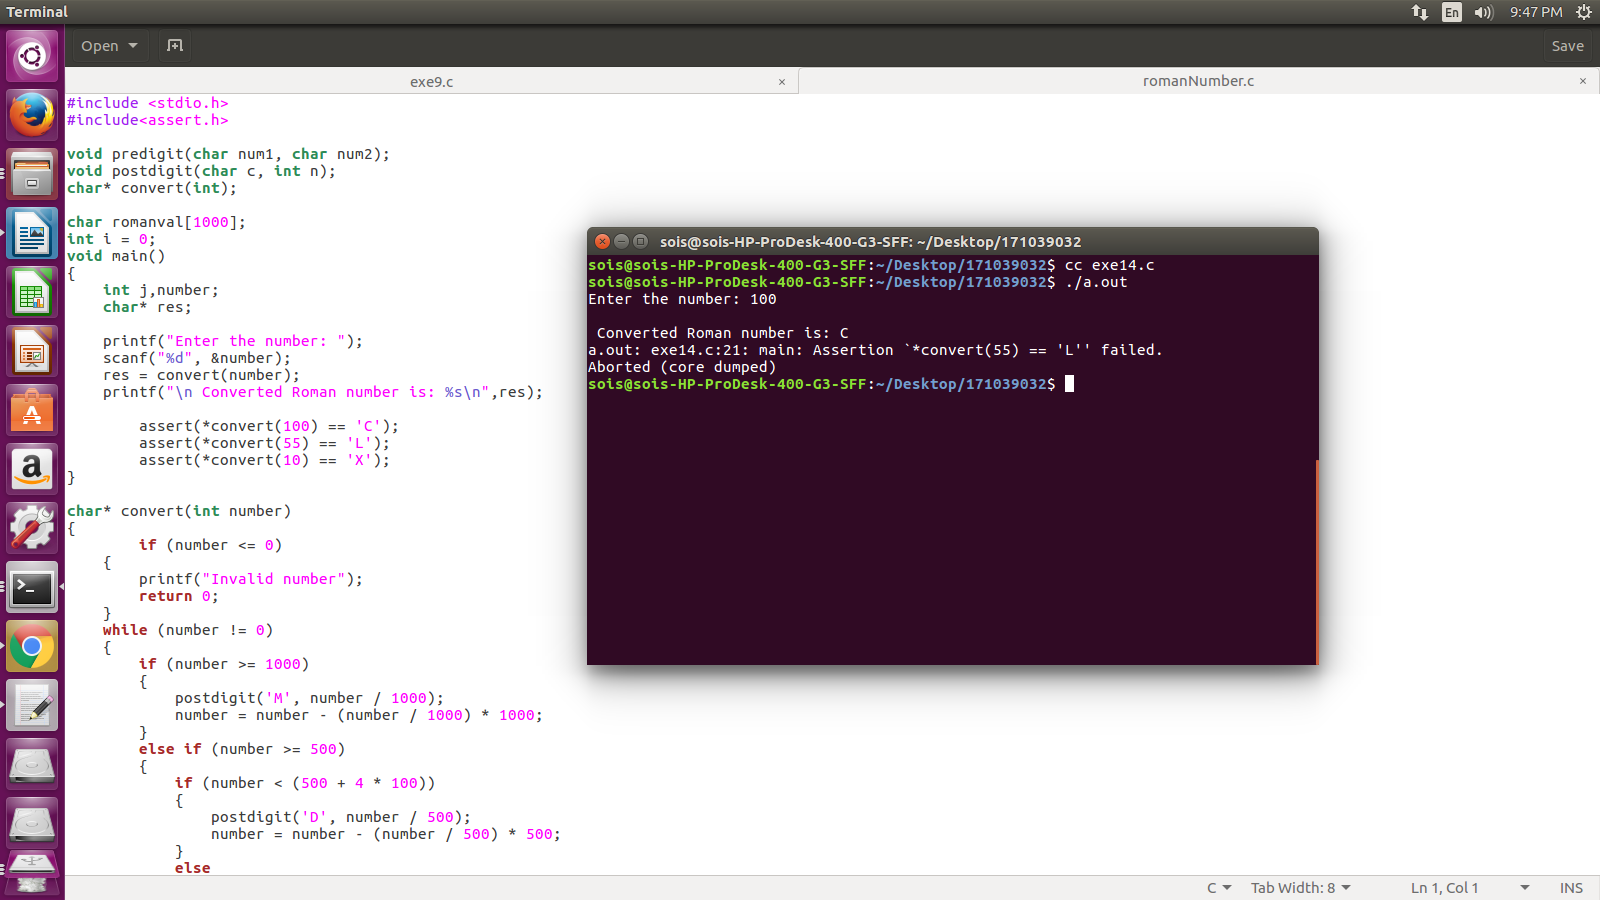 Terminal
En
9:47 PM
Open
Save
exe9.c
romanNumber.c
#include <stdio.h>
#include<assert.h>
void predigit(char num1, char num2);
void postdigit(char c, int n);
char* convert(int);
char romanval[1000];
int i = 0;
void main()
{
int j,number;
char* res;
printf("Enter the number: ");
scanf("%d", &number);
res = convert(number);
printf("\n Converted Roman number is: %s\n",res);
assert(*convert(100) == 'C');
assert(*convert(55) == 'L');
assert(*convert(10) == 'X');
}
char* convert(int number)
{
if (number <= 0)
{
printf("Invalid number");
return 0;
}
while (number != 0)
{
if (number >= 1000)
{
postdigit('M', number / 1000);
number = number - (number / 1000) * 1000;
}
else if (number >= 500)
{
if (number < (500 + 4 * 100))
{
postdigit('D', number / 500);
number = number - (number / 500) * 500;
}
else
sois@sois-HP-ProDesk-400-G3-SFF: ~/Desktop/171039032
sois@sois-HP-ProDesk-400-G3-SFF:~/Desktop/171039032$ cc exe14.c
sois@sois-HP-ProDesk-400-G3-SFF:~/Desktop/171039032$ ./a.out
Enter the number: 100
Converted Roman number is: C
a.out: exe14.c:21: main: Assertion `*convert(55) == 'L'' failed.
Aborted (core dumped)
sois@sois-HP-ProDesk-400-G3-SFF:~/Desktop/171039032$
C
Tab Width: 8
Ln 1, Col 1
INS